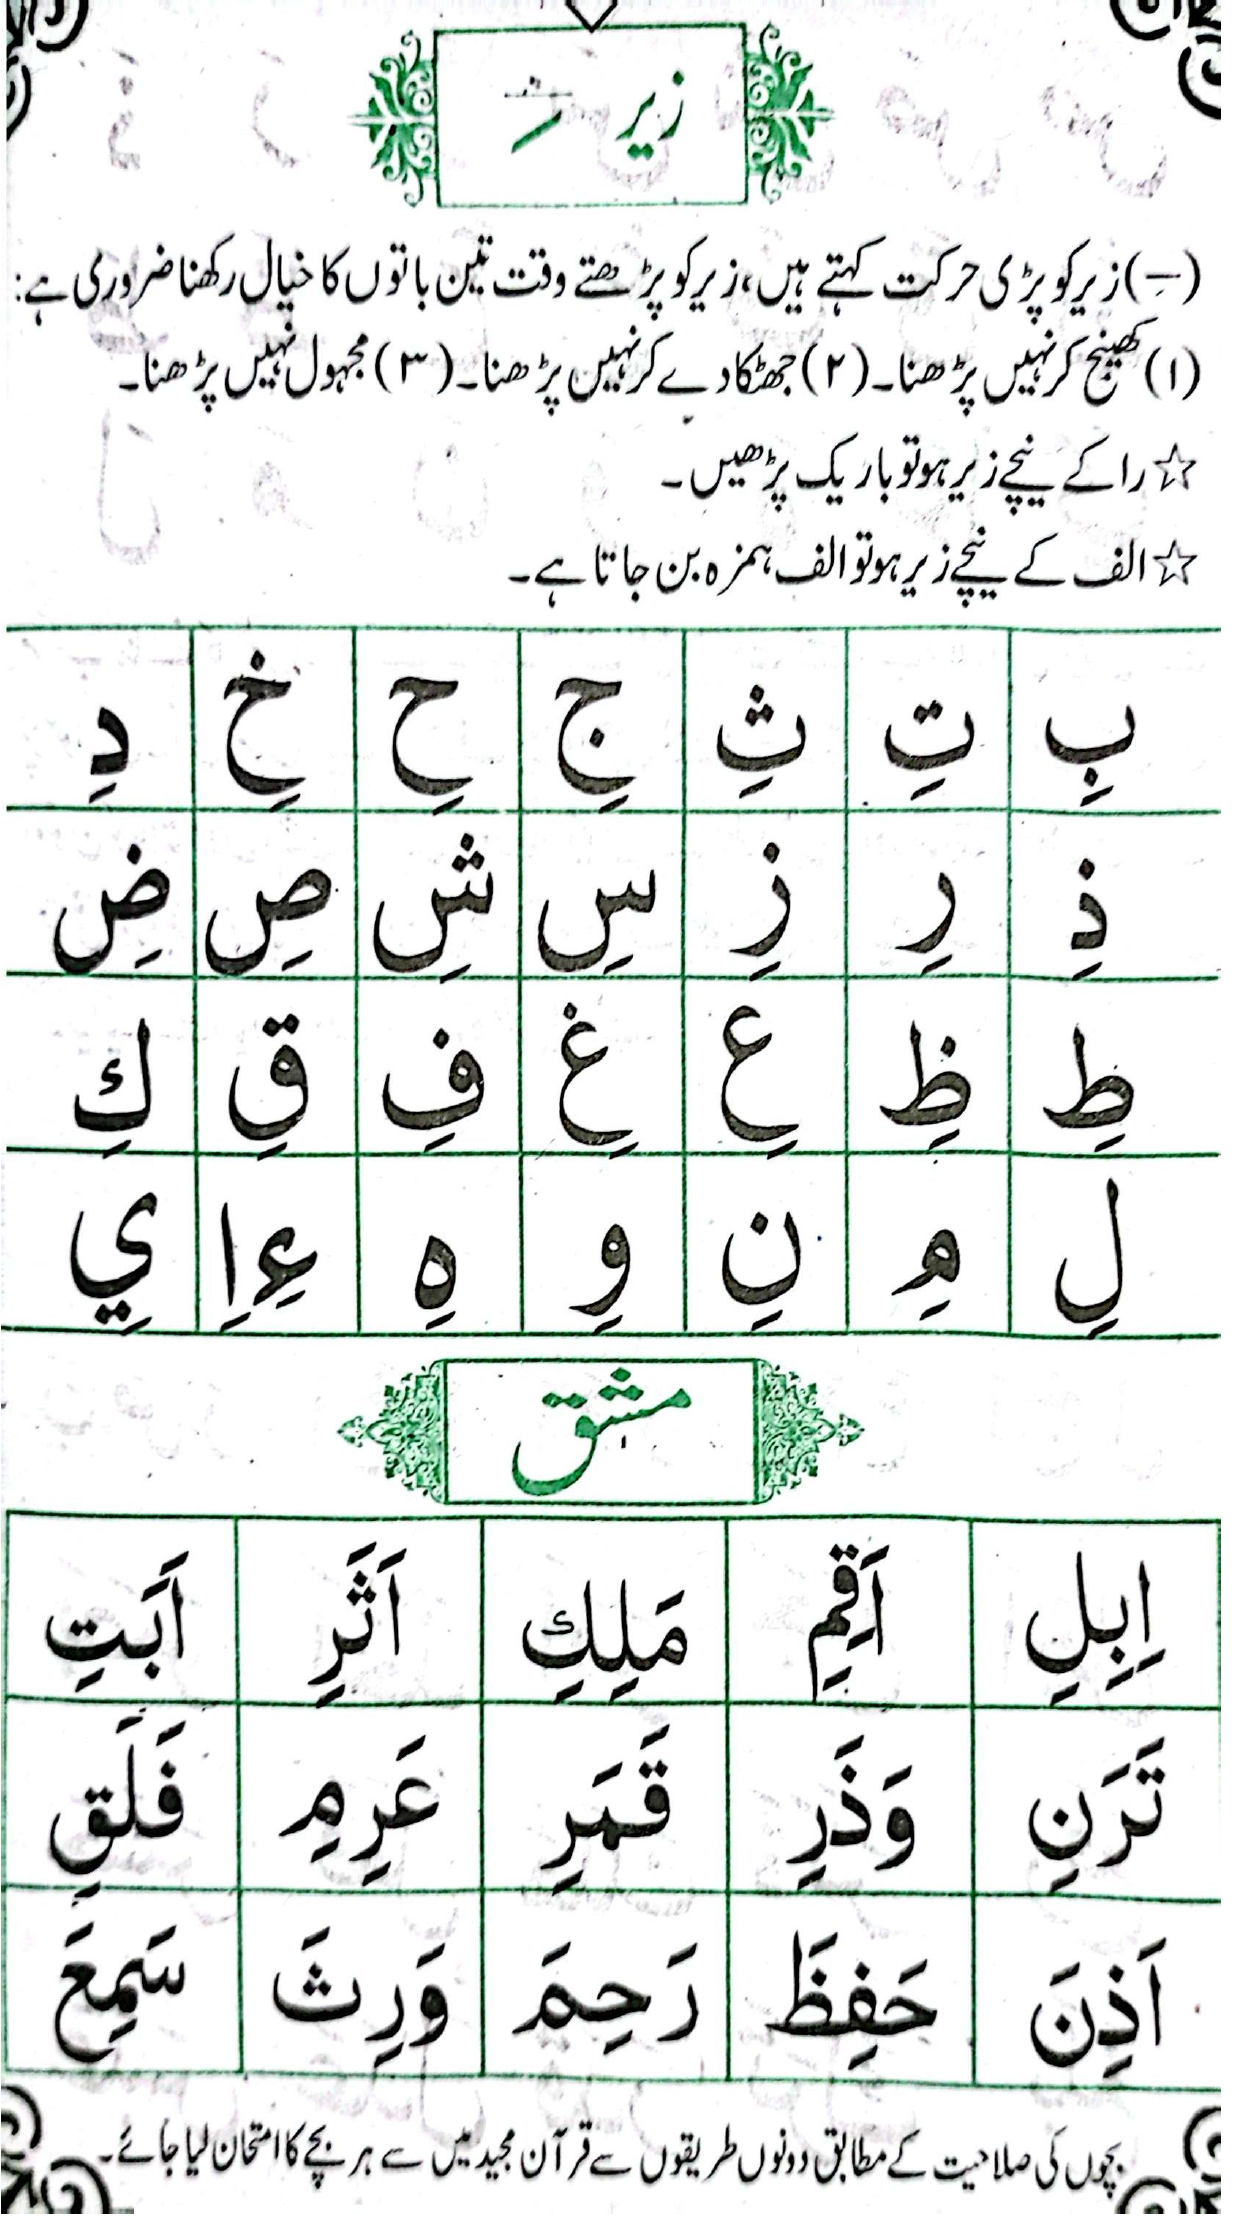 زیر ـِ
(ـِ) زیر کو پڑی حرکت کہتے ہیں، زیر کو پڑھتے وقت تین باتوں کا خیال رکھنا ضروری ہے:
(۱) کھینچ کر نہیں پڑھنا۔ (۲) جھٹکا دے کر نہیں پڑھنا۔ (۳) مجہول نہیں پڑھنا۔
☆ را کے نیچے زیر ہو تو باریک پڑھیں۔
☆ الف کے نیچے زیر ہو تو الف ہمزہ بن جاتا ہے۔
بِ تِ ثِ جِ حِ خِ دِ
ذِ رِ زِ سِ شِ صِ ضِ
طِ ظِ عِ غِ فِ قِ كِ
لِ مِ نِ وِ هِ ءِ اِ يِ
مشق
اِبِلِ اَقِمِ مَلِكِ اَثَرِ اَبَتِ
تَرَنِ وَذَرِ قَمَرِ عَرِمِ فَلَقِ
اَذِنَ حَفِظَ رَحِمَ وَرِثَ سَمِعَ
بچوں کی صلاحیت کے مطابق دونوں طریقوں سے قرآن مجید میں سے ہر بچے کا امتحان لیا جائے۔